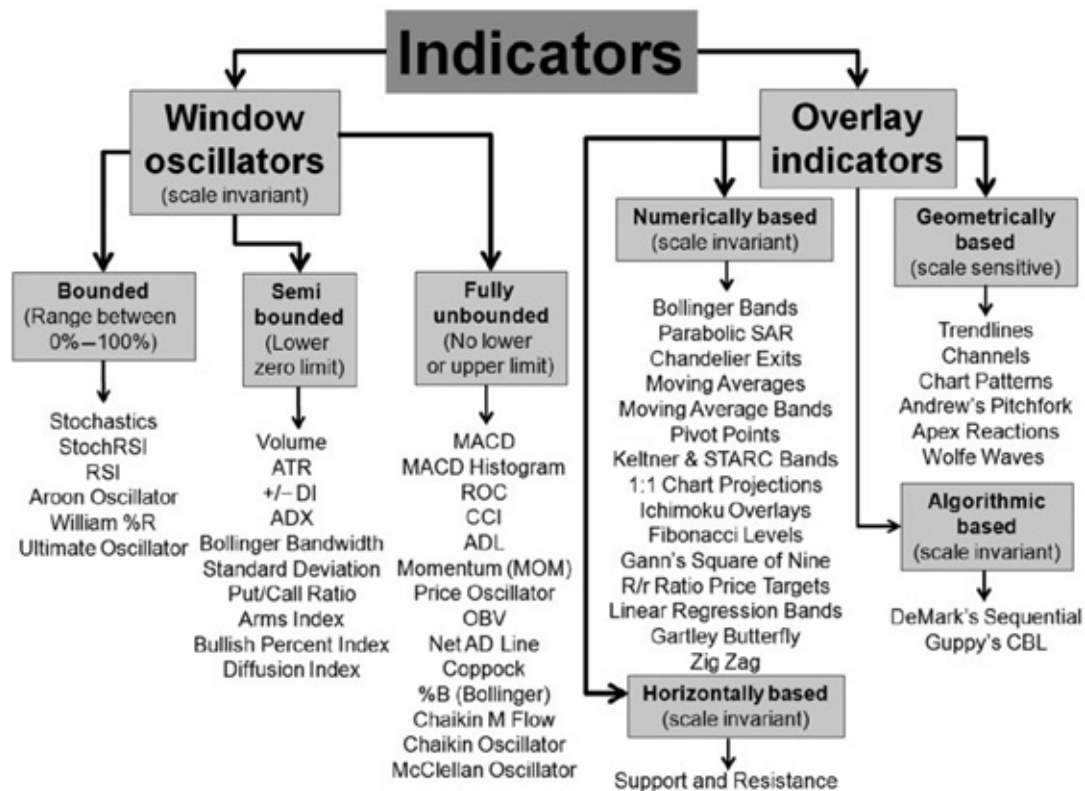 Indicators
Window
oscillators
(scale invariant)
Bounded
(Range between
0%–100%)
Stochastics
StochRSI
RSI
Aroon Oscillator
William %R
Ultimate Oscillator
Semi
bounded
(Lower
zero limit)
Volume
ATR
+/– DI
ADX
Bollinger Bandwidth
Standard Deviation
Put/Call Ratio
Arms Index
Bullish Percent Index
Diffusion Index
Fully
unbounded
(No lower
or upper limit)
MACD
MACD Histogram
ROC
CCI
ADL
Momentum (MOM)
Price Oscillator
OBV
Net AD Line
Coppock
%B (Bollinger)
Chaikin M Flow
Chaikin Oscillator
McClellan Oscillator
Overlay
indicators
Numerically based
(scale invariant)
Bollinger Bands
Parabolic SAR
Chandelier Exits
Moving Averages
Moving Average Bands
Pivot Points
Keltner & STARC Bands
1:1 Chart Projections
Ichimoku Overlays
Fibonacci Levels
Gann's Square of Nine
R/r Ratio Price Targets
Linear Regression Bands
Gartley Butterfly
Zig Zag
Horizontally based
(scale invariant)
Support and Resistance
Geometrically
based
(scale sensitive)
Trendlines
Channels
Chart Patterns
Andrew's Pitchfork
Apex Reactions
Wolfe Waves
Algorithmic
based
(scale invariant)
DeMark's Sequential
Guppy's CBL